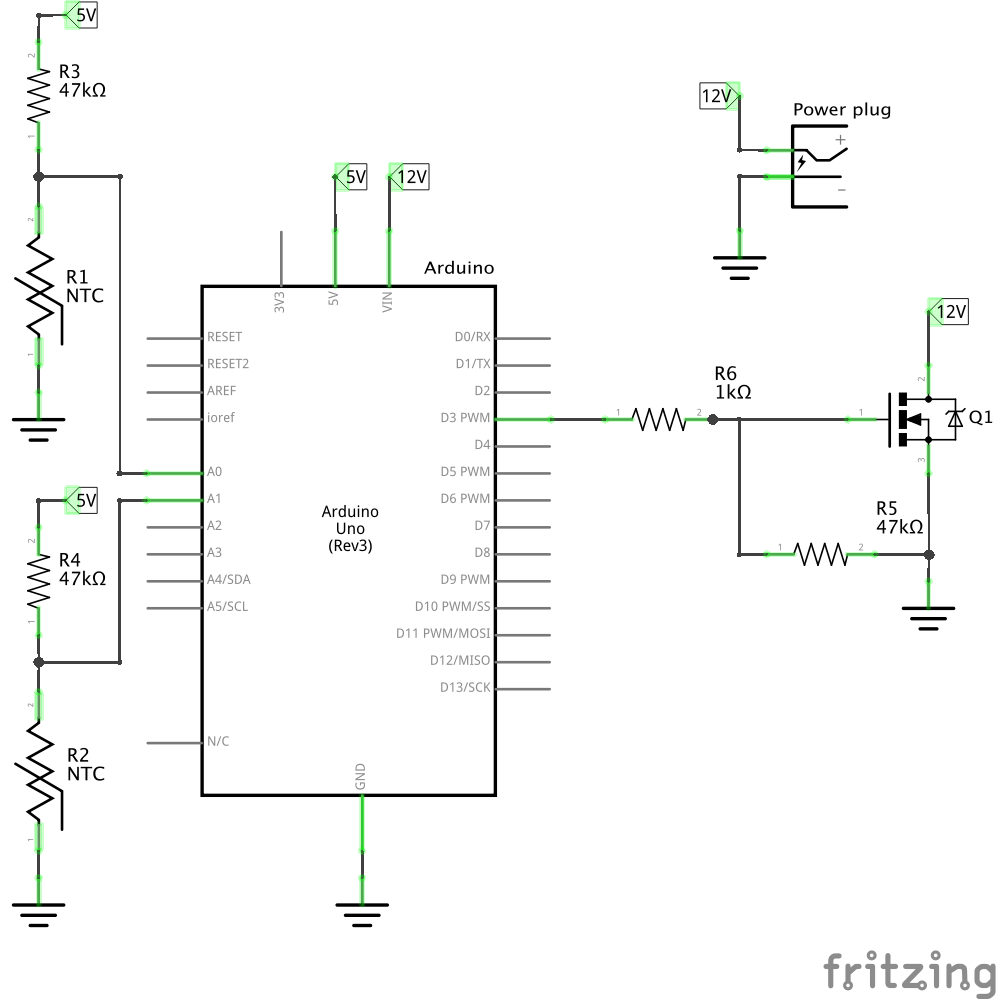 5V
R3
47kΩ
2
1
R1
NTC
2
1
5V
R4
47kΩ
2
1
R2
NTC
2
1
5V
12V
Arduino
3V3
5V
VIN
RESET
RESET2
AREF
ioref
A0
A1
A2
A3
A4/SDA
A5/SCL
N/C
D0/RX
D1/TX
D2
D3 PWM
D4
D5 PWM
D6 PWM
D7
D8
D9 PWM
D10 PWM/SS
D11 PWM/MOSI
D12/MISO
D13/SCK
Arduino
Uno
(Rev3)
GND
12V
Power plug
+
−
R6
1kΩ
1
2
12V
2
1
3
Q1
R5
47kΩ
1
2
fritzing